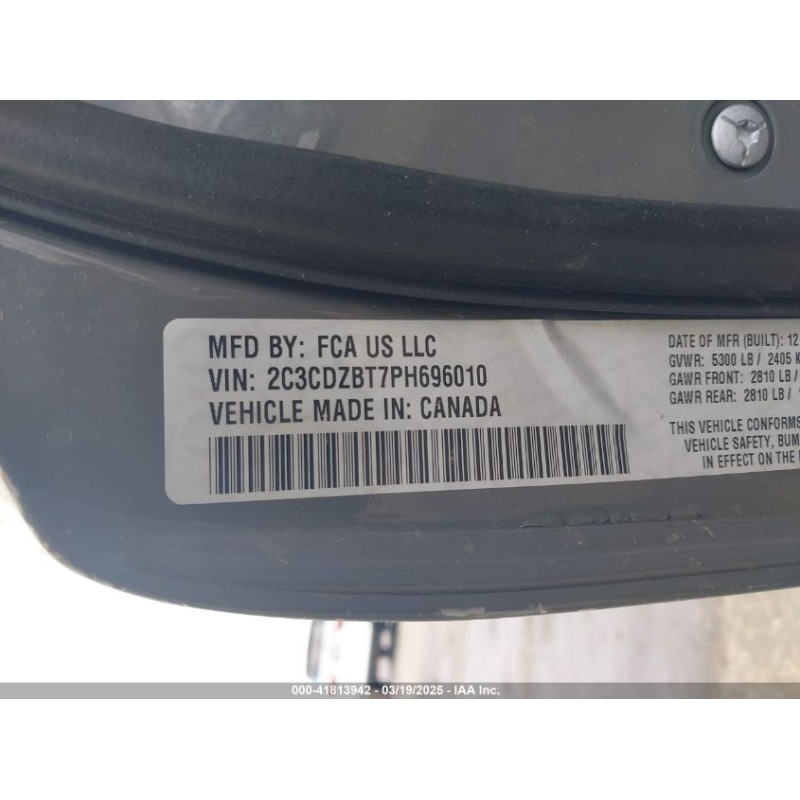 MFD BY: FCA US LLC
VIN: 2C3CDZBT7PH696010
VEHICLE MADE IN: CANADA
DATE OF MFR (BUILT): 12
GVWR: 5300 LB / 2405 K
GAWR FRONT: 2810 LB /
GAWR REAR: 2810 LB / 1
THIS VEHICLE CONFORMS
VEHICLE SAFETY, BUM
IN EFFECT ON THE
000-41813942 – 03/19/2025 – IAA Inc.